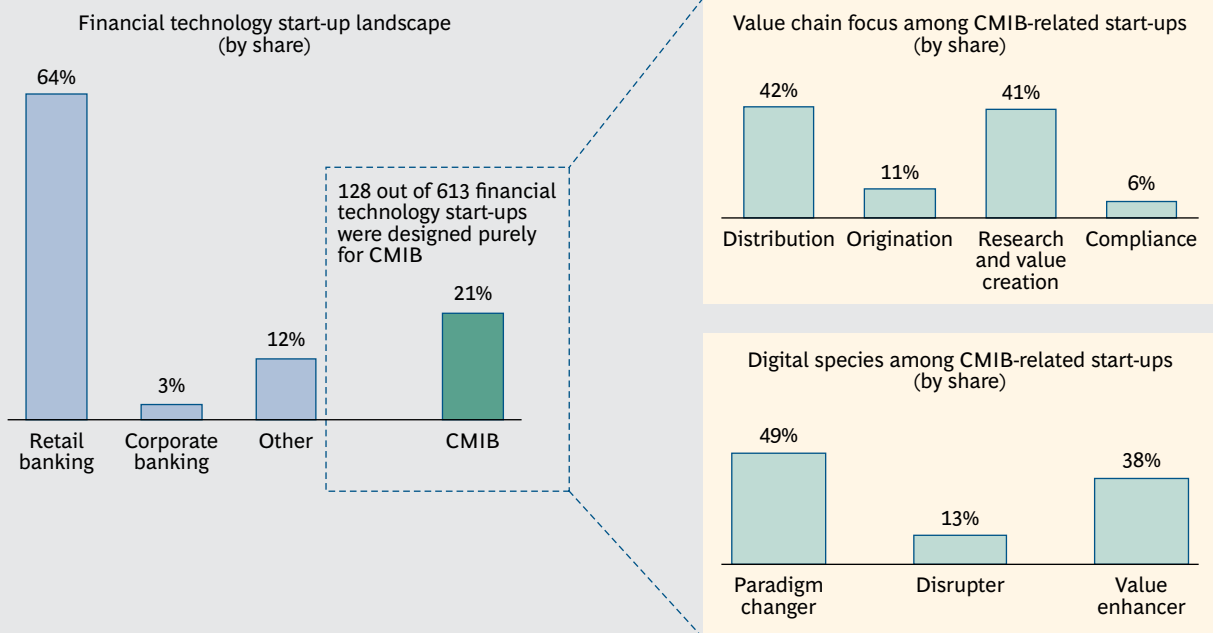 Financial technology start-up landscape
(by share)
64%
3%
12%
21%
128 out of 613 financial
technology start-ups
were designed purely
for CMIB
Retail
banking
Corporate
banking
Other
CMIB
Value chain focus among CMIB-related start-ups
(by share)
42%
11%
41%
6%
Distribution
Origination
Research
and value
creation
Compliance
Digital species among CMIB-related start-ups
(by share)
49%
13%
38%
Paradigm
changer
Disrupter
Value
enhancer